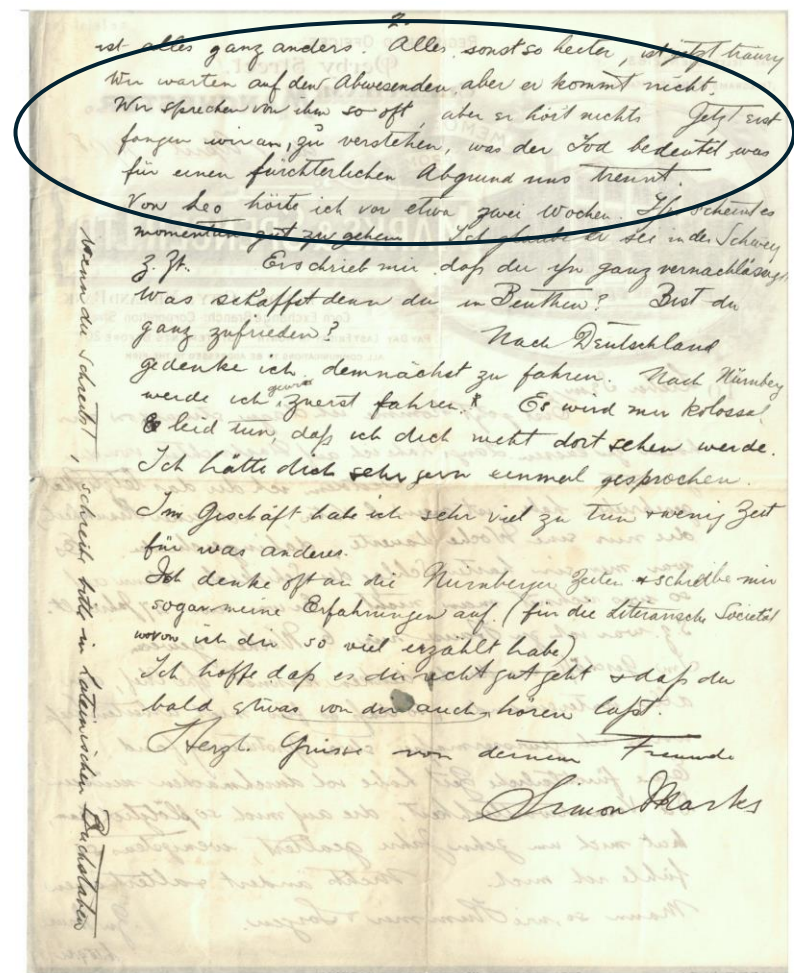 2.
ist alles ganz anders. Alles, sonst so heiter, ist jetzt traurig
Wir warten auf den Abwesenden, aber er kommt nicht.
Wir sprechen von ihm so oft, aber er hört nichts Jetzt erst
fangen wir an, zu verstehen, was der Tod bedeutet, was
für einen fürchterlichen Abgrund uns trennt.
Von Leo hörte ich vor etwa zwei Wochen. Ihm scheint es
momentan gut zu gehen Ich glaube er sei in der Schweiz
z. Zt. Er schrieb mir daß du ihn ganz vernachlässigst
Was schaffst denn du in Beuthen? Bist du
ganz zufrieden? Nach Deutschland
gedenke ich demnächst zu fahren. Nach Nürnberg
werde ich zuerst fahren. Es wird mir kolossal
leid tun, daß ich dich nicht dort sehen werde.
Ich hätte dich sehr gern einmal gesprochen.
Im Geschäft habe ich sehr viel zu tun + wenig Zeit
für was anderes.
Ich denke oft an die Nürnberger Zeiten + schreibe mir
sogar meine Erfahrungen auf. (für die Literarische Societät
wovon ich dir so viel erzählt habe)
Ich hoffe daß es dir recht gut geht + daß du
bald etwas von dir auch hören läßt.
Herzl. Grüsse von deinem Freunde
Simon Marks
Wenn du schreibst, schreibe bitte in Lateinischen Buchstaben